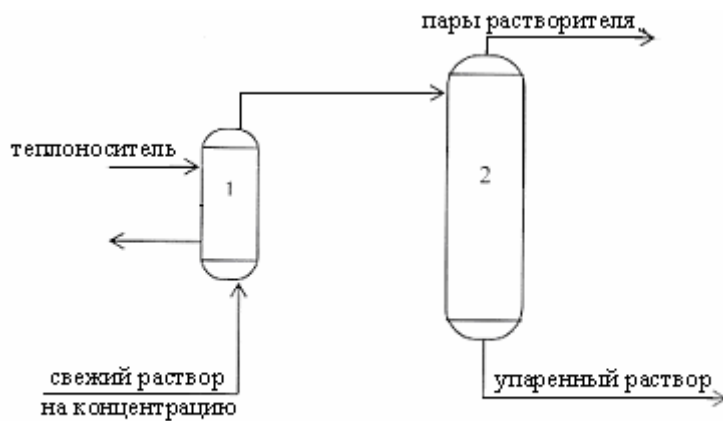 пары растворителя
теплоноситель
1
2
свежий раствор
на концентрацию
упаренный раствор